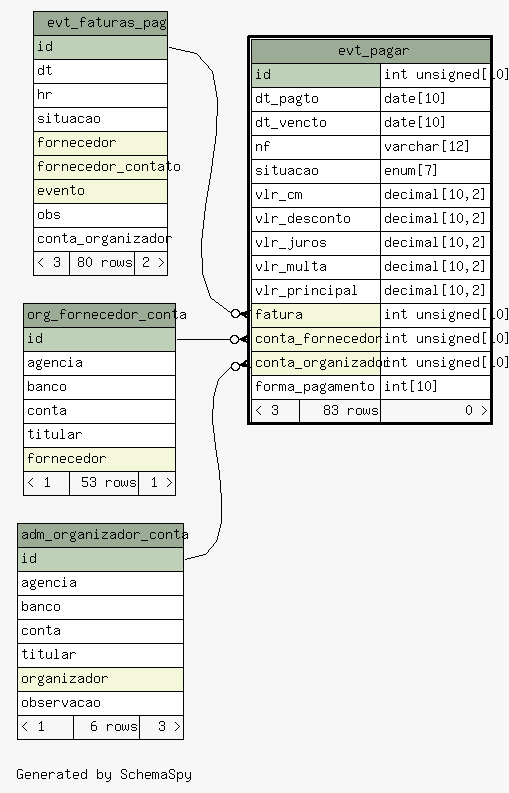 evt_faturas_pag
id
dt
hr
situacao
fornecedor
fornecedor_contato
evento
obs
conta_organizador
< 3 80 rows 2 >
evt_pagar
id int unsigned[10]
dt_pagto date[10]
dt_vencto date[10]
nf varchar[12]
situacao enum[7]
vlr_cm decimal[10,2]
vlr_desconto decimal[10,2]
vlr_juros decimal[10,2]
vlr_multa decimal[10,2]
vlr_principal decimal[10,2]
fatura int unsigned[10]
conta_fornecedor int unsigned[10]
conta_organizador int unsigned[10]
forma_pagamento int[10]
< 3 83 rows 0 >
org_fornecedor_conta
id
agencia
banco
conta
titular
fornecedor
< 1 53 rows 1 >
adm_organizador_conta
id
agencia
banco
conta
titular
organizador
observacao
< 1 6 rows 3 >
Generated by SchemaSpy